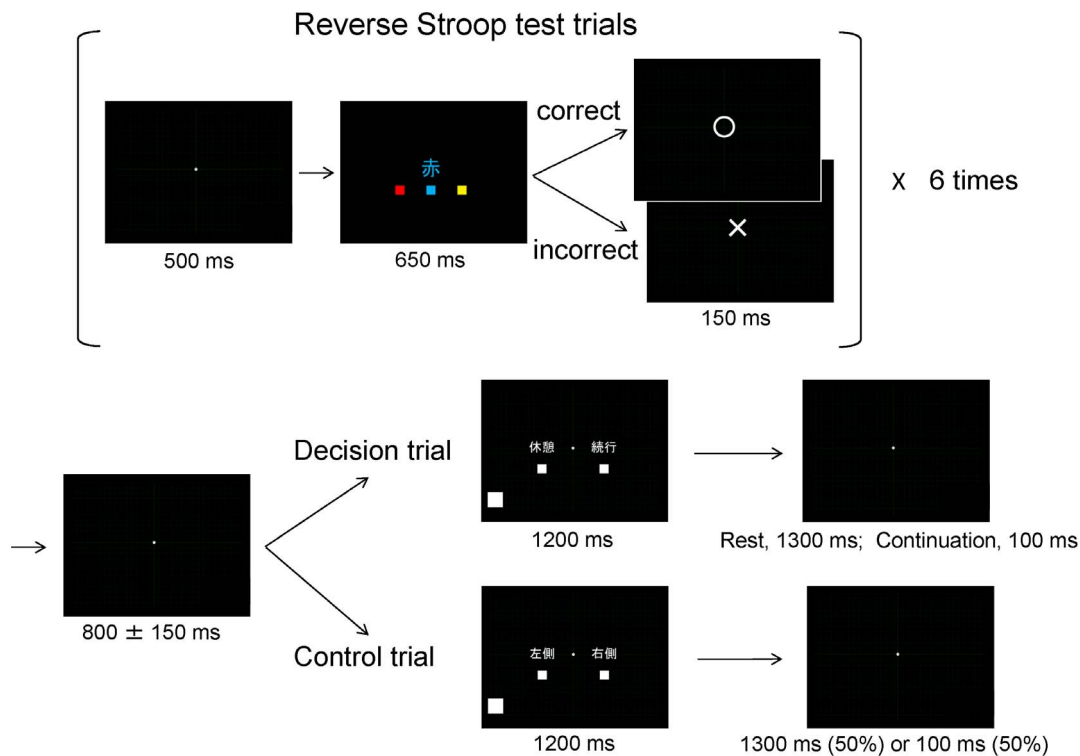 Reverse Stroop test trials
赤
correct
incorrect
500 ms
650 ms
150 ms
X 6 times
Decision trial
休憩 続行
1200 ms
Rest, 1300 ms; Continuation, 100 ms
800 ± 150 ms
Control trial
左側 右側
1200 ms
1300 ms (50%) or 100 ms (50%)